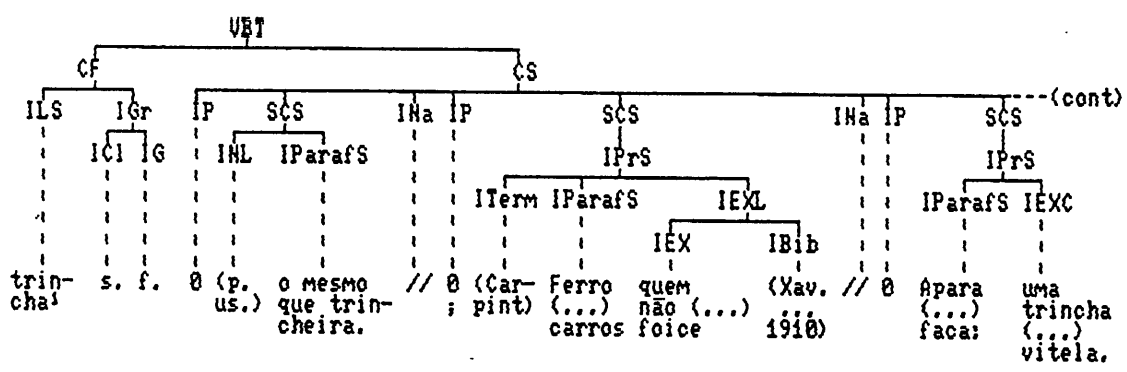 VBT
CF CS
ILS IGr IP SCS INa IP SCS INa IP SCS ---(cont)
ICl IG INL IParafS IPrS IPrS
ITerm IParafS IEXL IParafS IEXC
IEX IBib
trin- s. f. 0 (p. o mesmo // 0 (Car- Ferro quem (Xav. // 0 Apara uma
cha¹ us.) que trin- ; pint) (...) não (...) ... (...) trincha
cheira. carros foice 1910) faca: (...)
vitela.